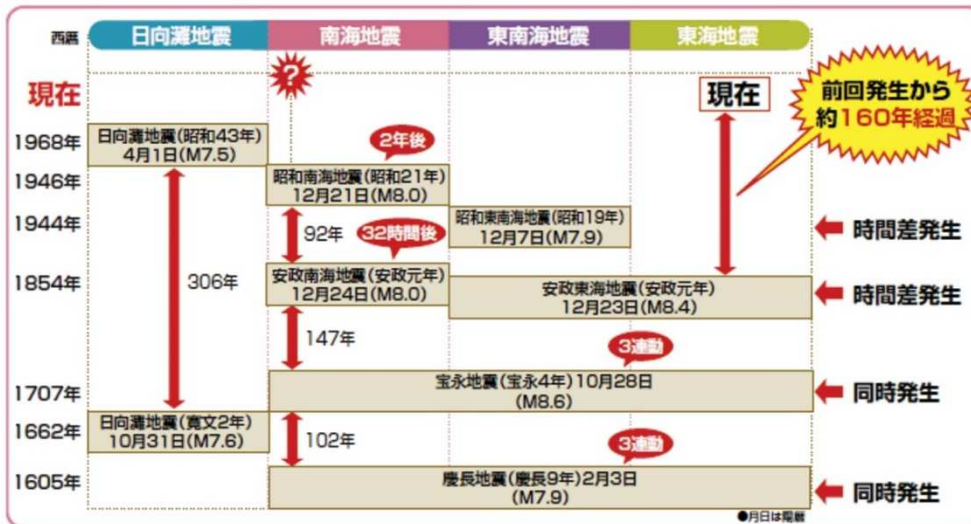 西暦
日向灘地震
南海地震
東南海地震
東海地震
?
現在
現在
前回発生から
約160年経過
1968年
日向灘地震(昭和43年)
4月1日(M7.5)
2年後
1946年
昭和南海地震(昭和21年)
12月21日(M8.0)
1944年
92年
32時間後
昭和東南海地震(昭和19年)
12月7日(M7.9)
時間差発生
1854年
306年
安政南海地震(安政元年)
12月24日(M8.0)
安政東海地震(安政元年)
12月23日(M8.4)
時間差発生
147年
3連動
1707年
宝永地震(宝永4年)10月28日
(M8.6)
同時発生
1662年
日向灘地震(寛文2年)
10月31日(M7.6)
102年
3連動
1605年
慶長地震(慶長9年)2月3日
(M7.9)
同時発生
●月日は陽暦